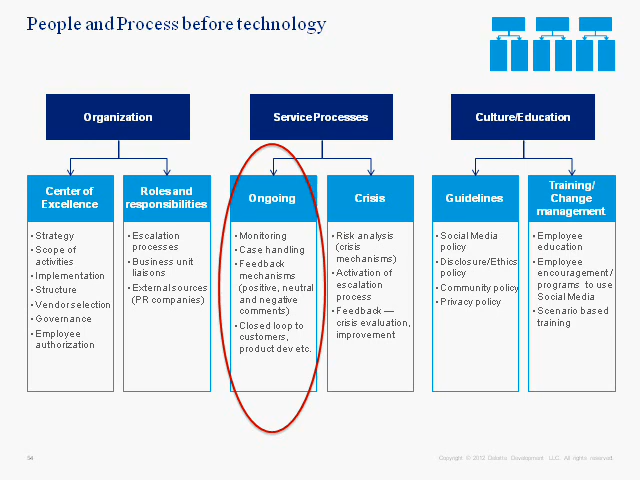 People and Process before technology
Organization
Service Processes
Culture/Education
Center of
Excellence
Roles and
responsibilities
Ongoing
Crisis
Guidelines
Training/
Change
management
• Strategy
• Scope of
activities
• Implementation
• Structure
• Vendor selection
• Governance
• Employee
authorization
• Escalation
processes
• Business unit
liaisons
• External sources
(PR companies)
• Monitoring
• Case handling
• Feedback
mechanisms
(positive, neutral
and negative
comments)
• Closed loop to
customers,
product dev etc.
• Risk analysis
(crisis
mechanisms)
• Activation of
escalation
process
• Feedback —
crisis evaluation,
improvement
• Social Media
policy
• Disclosure/Ethics
policy
• Community policy
• Privacy policy
• Employee
education
• Employee
encouragement /
programs to use
Social Media
• Scenario based
training
54
Copyright © 2012 Deloitte Development LLC. All rights reserved.